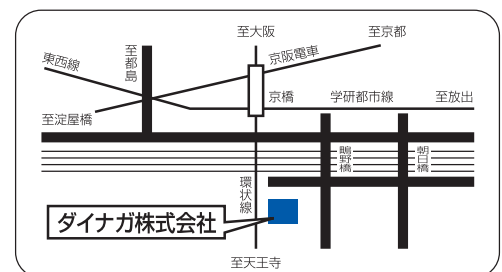 至大阪
至京都
至都島
京阪電車
東西線
京橋
学研都市線
至放出
至淀屋橋
鴫野橋
朝日橋
環状線
ダイナガ株式会社
至天王寺